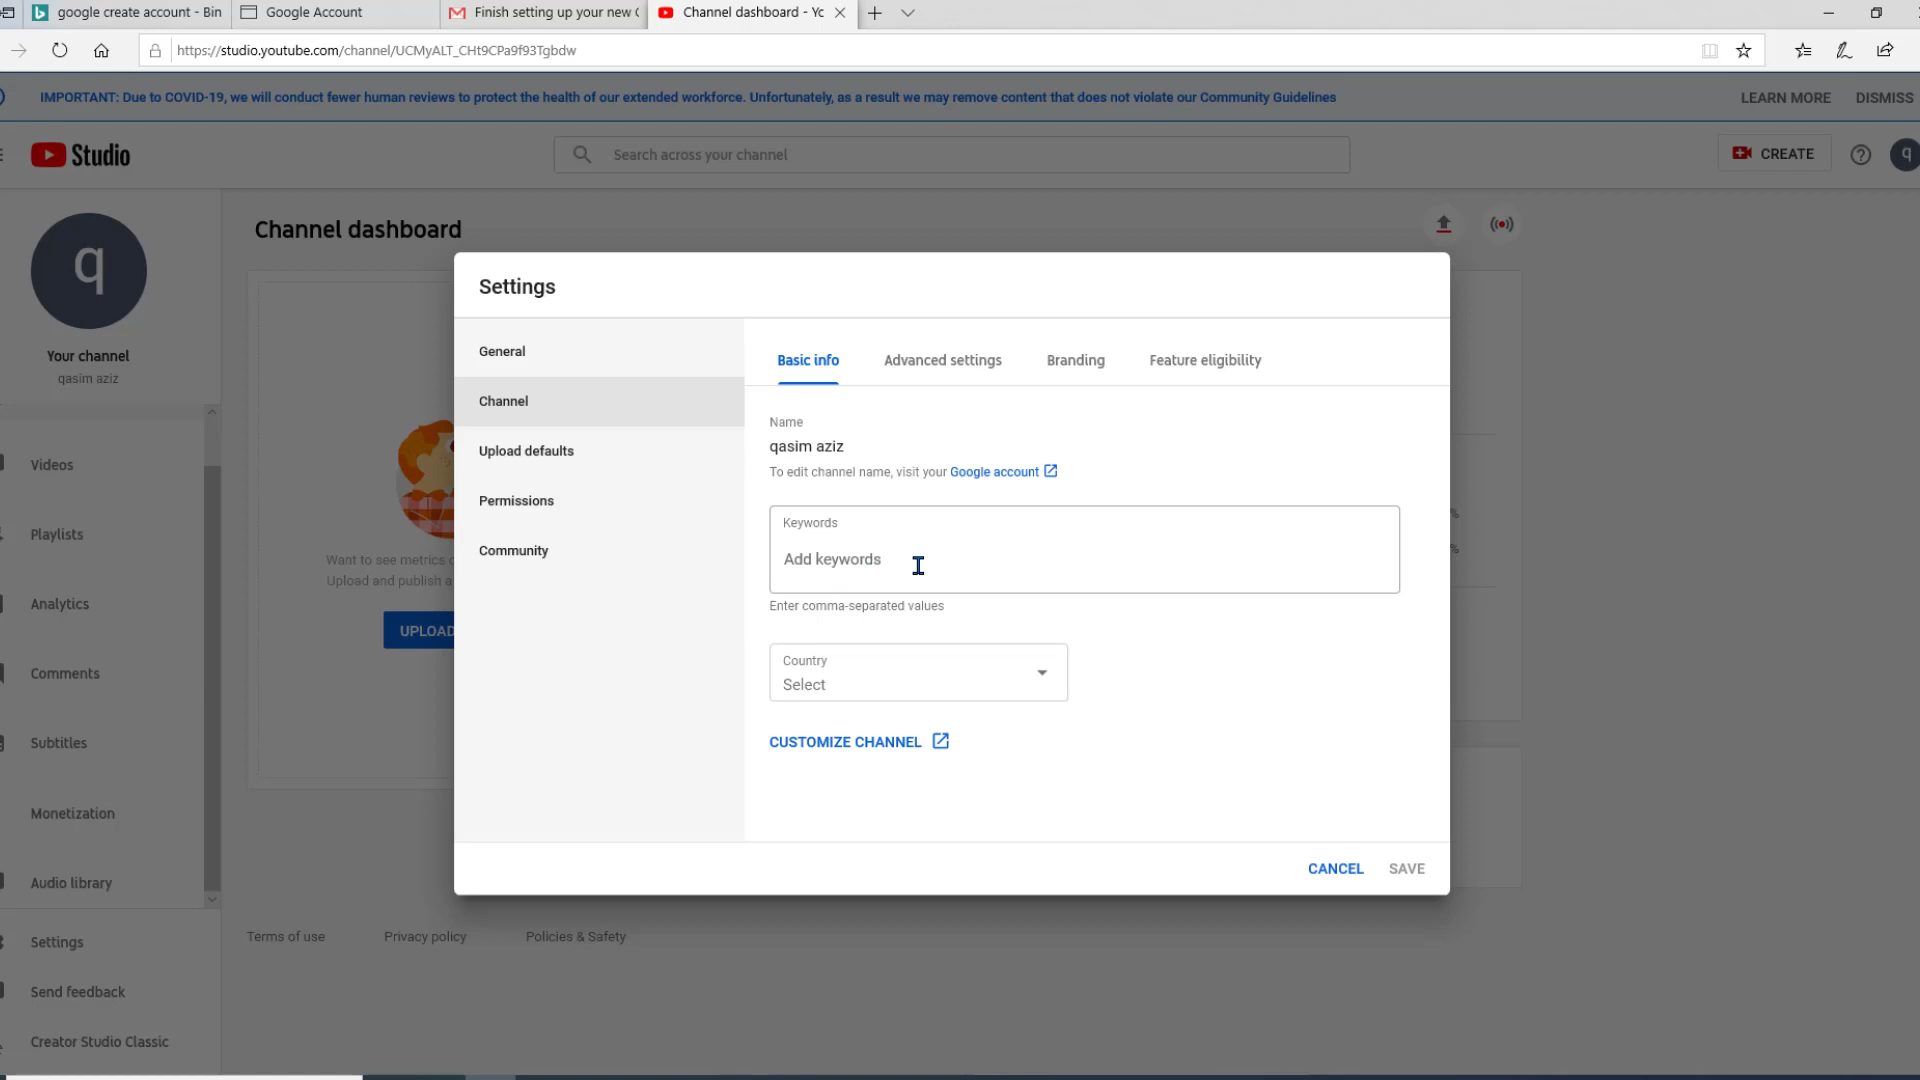 google create account - Bin
Google Account
Finish setting up your new
Channel dashboard - Yc
https://studio.youtube.com/channel/UCMyALT_CHt9CPa9f93Tgbdw
IMPORTANT: Due to COVID-19, we will conduct fewer human reviews to protect the health of our extended workforce. Unfortunately, as a result we may remove content that does not violate our Community Guidelines
LEARN MORE
DISMISS
Studio
Search across your channel
CREATE
q
q
Your channel
qasim aziz
Videos
Playlists
Analytics
Comments
Subtitles
Monetization
Audio library
Settings
Send feedback
Creator Studio Classic
Channel dashboard
Want to see metrics
Upload and publish a
UPLOAD
Settings
General
Channel
Upload defaults
Permissions
Community
Basic info
Advanced settings
Branding
Feature eligibility
Name
qasim aziz
To edit channel name, visit your Google account
Keywords
Add keywords
Enter comma-separated values
Country
Select
CUSTOMIZE CHANNEL
CANCEL
SAVE
%
%
Terms of use
Privacy policy
Policies & Safety